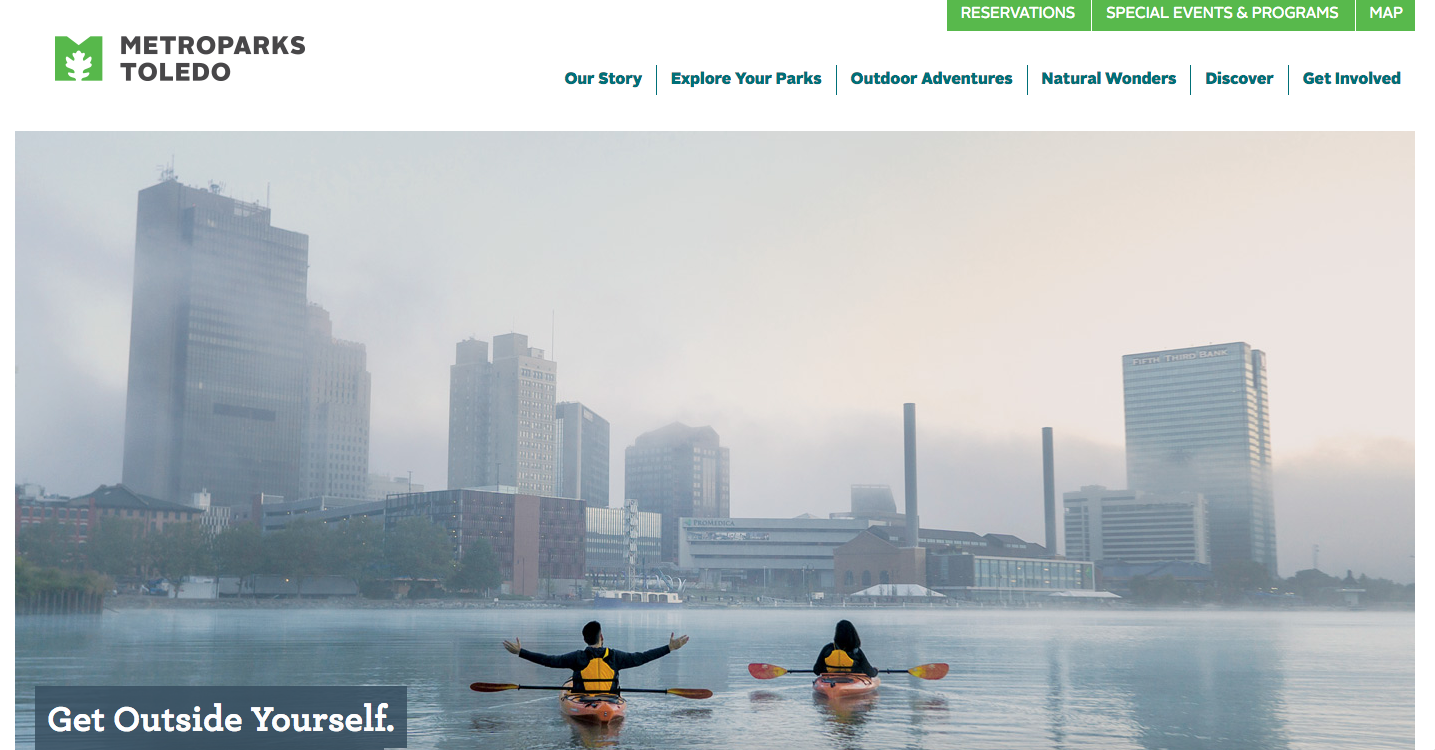 RESERVATIONS
SPECIAL EVENTS & PROGRAMS
MAP
METROPARKS
TOLEDO
Our Story
Explore Your Parks
Outdoor Adventures
Natural Wonders
Discover
Get Involved
FIFTH THIRD BANK
PROMEDICA
Get Outside Yourself.